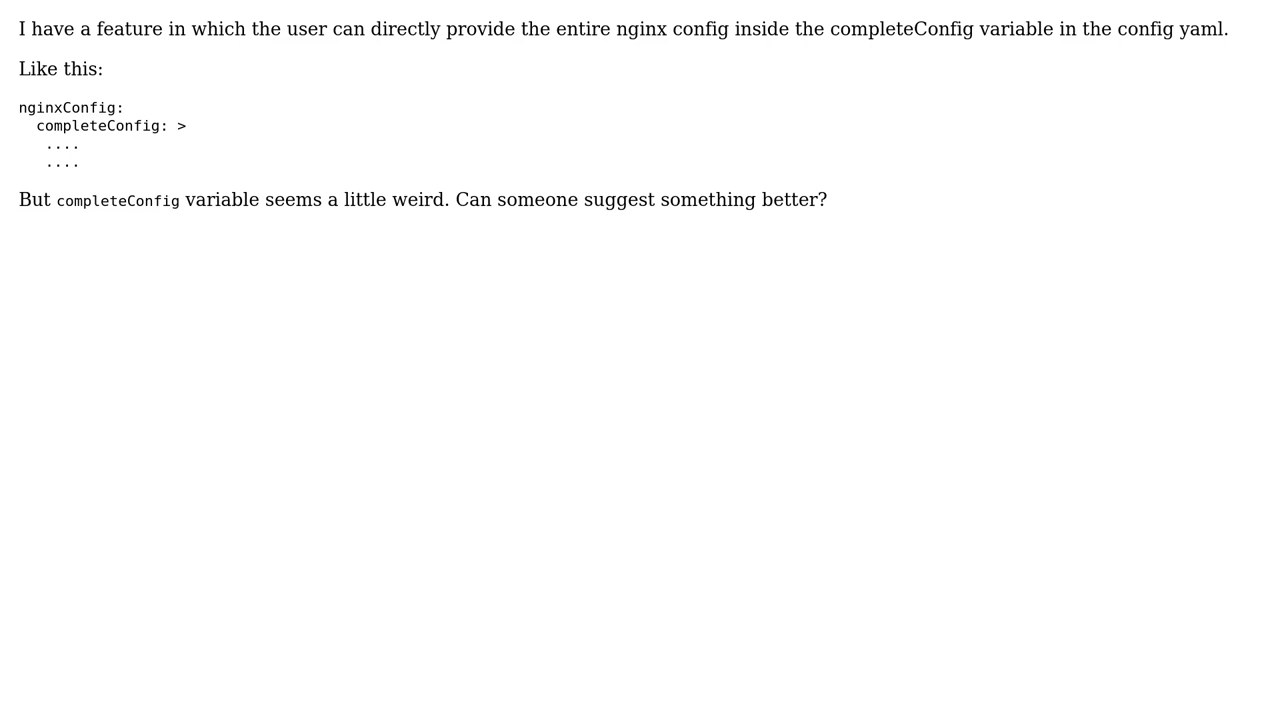 I have a feature in which the user can directly provide the entire nginx config inside the completeConfig variable in the config yaml.
Like this:
nginxConfig:
  completeConfig: >
   ....
   ....
But completeConfig variable seems a little weird. Can someone suggest something better?